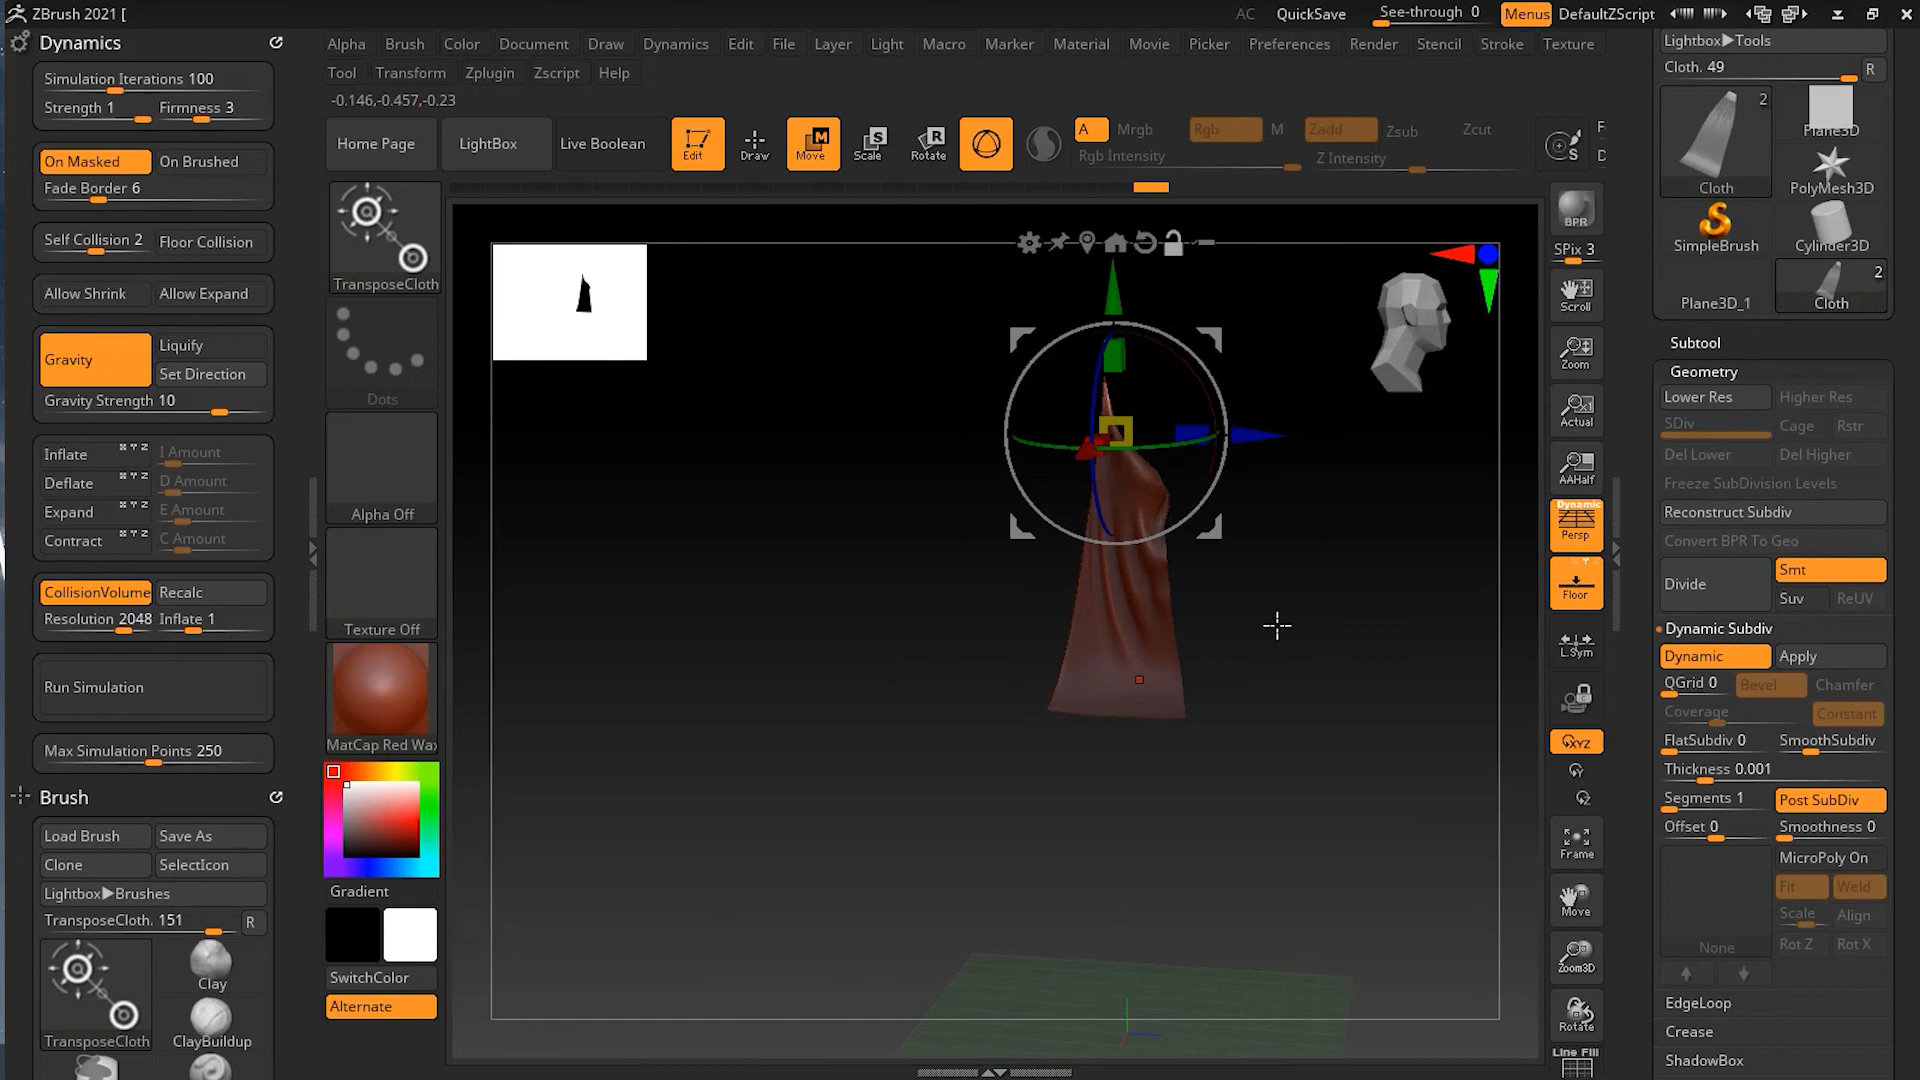 ZBrush 2021 [
AC QuickSave See-through 0 Menus DefaultZScript
Dynamics
Simulation Iterations 100
Strength 1 Firmness 3
On Masked On Brushed
Fade Border 6
Self Collision 2 Floor Collision
Allow Shrink Allow Expand
Gravity Liquify
Set Direction
Gravity Strength 10
Inflate X Y Z I Amount
Deflate X Y Z D Amount
Expand X Y Z E Amount
Contract X Y Z C Amount
CollisionVolume Recalc
Resolution 2048 Inflate 1
Run Simulation
Max Simulation Points 250
Brush
Load Brush Save As
Clone SelectIcon
Lightbox▶Brushes
TransposeCloth. 151 R
TransposeCloth
Clay
ClayBuildup
Alpha Brush Color Document Draw Dynamics Edit File Layer Light Macro Marker Material Movie Picker Preferences Render Stencil Stroke Texture
Tool Transform Zplugin Zscript Help
-0.146,-0.457,-0.23
Home Page LightBox Live Boolean Edit Draw Move Scale Rotate
M S R
A Mrgb Rgb M Zadd Zsub Zcut
Rgb Intensity Z Intensity
S F
D
TransposeCloth
Dots
Alpha Off
Texture Off
MatCap Red Wax
Gradient
SwitchColor
Alternate
BPR
SPix 3
Scroll
Zoom
Actual
AAHalf
Dynamic
Persp
Floor
L.Sym
XYZ
Y
Z
Frame
Move
Zoom3D
Rotate
Line Fill
Lightbox▶Tools
Cloth. 49 R
2
Cloth
Plane3D
PolyMesh3D
SimpleBrush
Cylinder3D
2
Plane3D_1 Cloth
Subtool
Geometry
Lower Res Higher Res
SDiv Cage Rstr
Del Lower Del Higher
Freeze SubDivision Levels
Reconstruct Subdiv
Convert BPR To Geo
Divide Smt
Suv ReUV
Dynamic Subdiv
Dynamic Apply
QGrid 0 Bevel Chamfer
Coverage Constant
FlatSubdiv 0 SmoothSubdiv
Thickness 0.001
Segments 1 Post SubDiv
Offset 0 Smoothness 0
MicroPoly On
Fit Weld
Scale Align
None Rot Z Rot X
EdgeLoop
Crease
ShadowBox